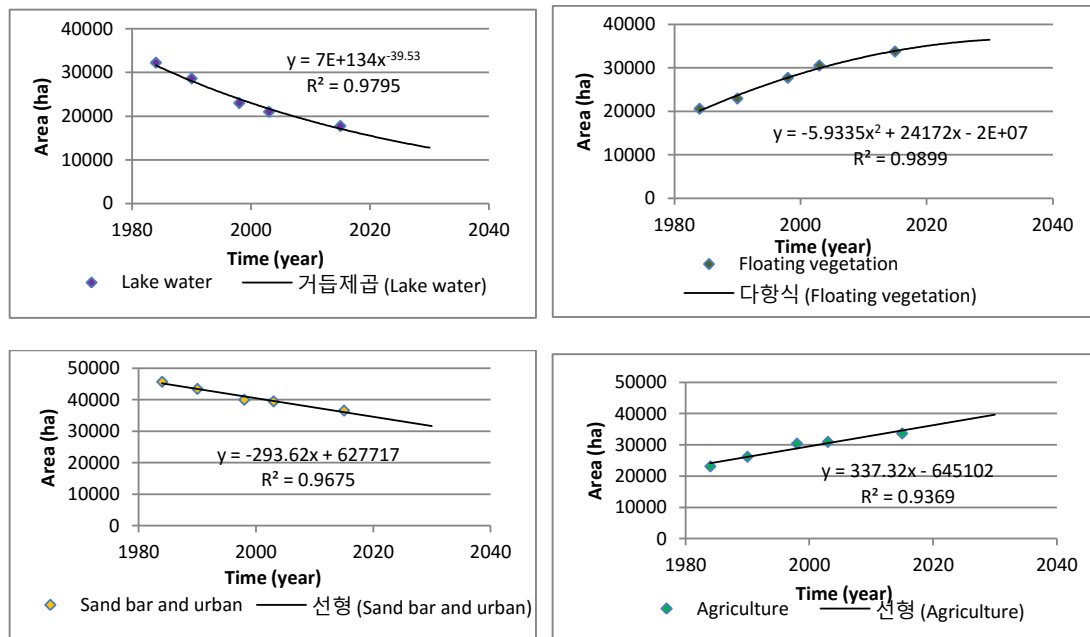 40000
30000
20000
10000
0
1980
2000
2020
2040
Area (ha)
Time (year)
y = 7E+134x^-39.53
R² = 0.9795
Lake water
거듭제곱 (Lake water)
40000
30000
20000
10000
0
1980
2000
2020
2040
Area (ha)
Time (year)
y = -5.9335x² + 24172x - 2E+07
R² = 0.9899
Floating vegetation
다항식 (Floating vegetation)
50000
40000
30000
20000
10000
0
1980
2000
2020
2040
Area (ha)
Time (year)
y = -293.62x + 627717
R² = 0.9675
Sand bar and urban
선형 (Sand bar and urban)
50000
40000
30000
20000
10000
0
1980
2000
2020
2040
Area (ha)
Time (year)
y = 337.32x - 645102
R² = 0.9369
Agriculture
선형 (Agriculture)